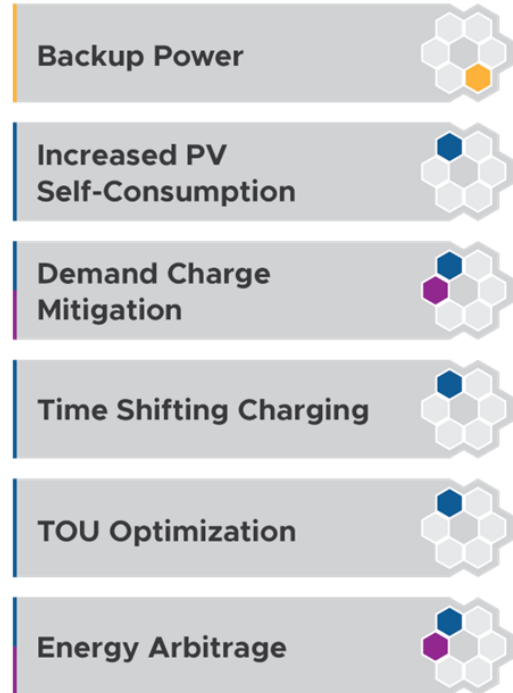 Backup Power
Increased PV
Self-Consumption
Demand Charge
Mitigation
Time Shifting Charging
TOU Optimization
Energy Arbitrage